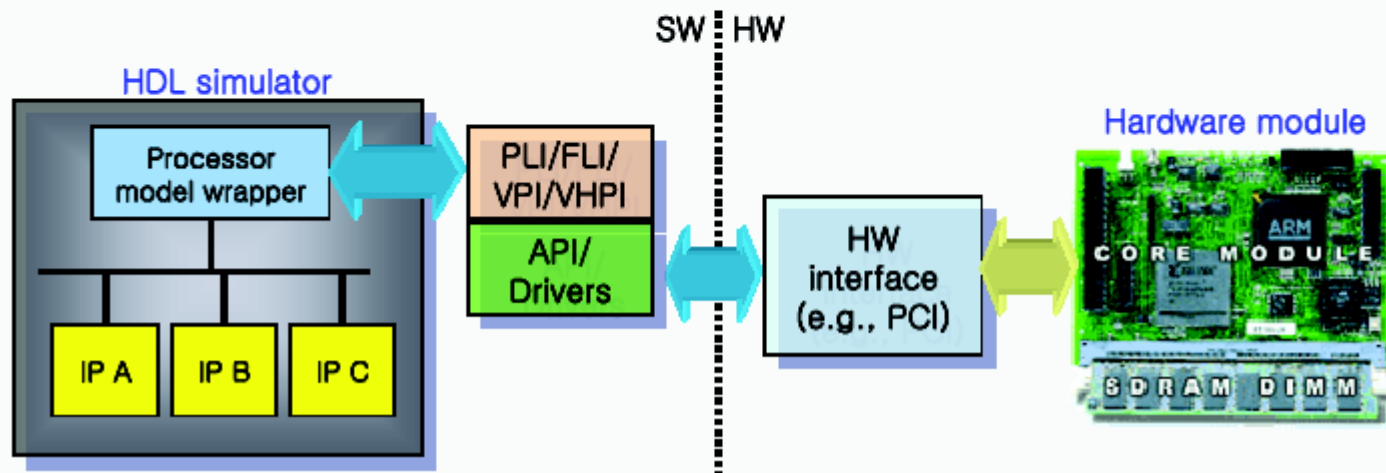 SW HW
HDL simulator
Processor
model wrapper
IP A
IP B
IP C
PLI/FLI/
VPI/VHPI
API/
Drivers
HW
interface
(e.g., PCI)
Hardware module
ARM
CORE MODULE
SDRAM DIMM